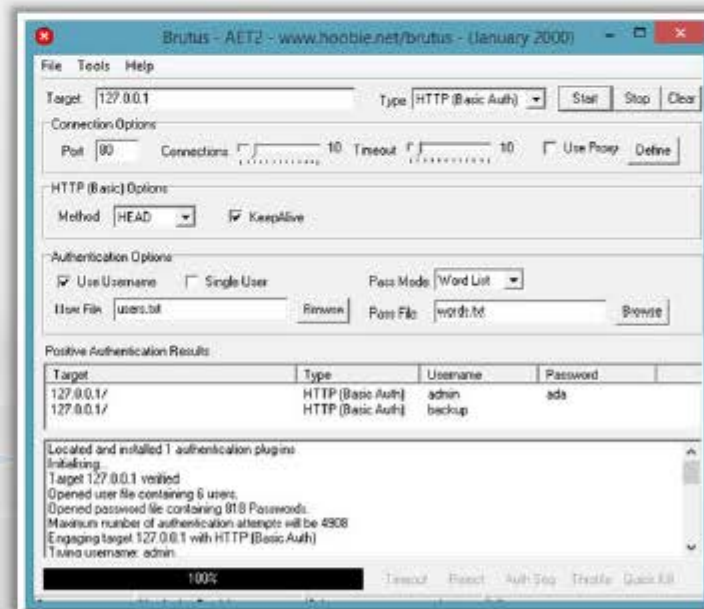 Brutus - AET2 - www.hoobie.net/brutus - (January 2000)
File Tools Help
Target 127.0.0.1 Type HTTP (Basic Auth) Start Stop Clear
Connection Options
Port 80 Connections 10 Timeout 10 Use Proxy Define
HTTP (Basic) Options
Method HEAD KeepAlive
Authentication Options
Use Username Single User Pass Mode Word List
User File users.txt Browse Pass File words.txt Browse
Positive Authentication Results
Target Type Username Password
127.0.0.1/ HTTP (Basic Auth) admin ada
127.0.0.1/ HTTP (Basic Auth) backup
Located and installed 1 authentication plug-ins
Initialising...
Target 127.0.0.1 verified
Opened user file containing 6 users.
Opened password file containing 818 Passwords.
Maximum number of authentication attempts will be 4908
Engaging target 127.0.0.1 with HTTP (Basic Auth)
Trying username: admin
100% Timeout Reject Auth Seq Throttle Quick Kill